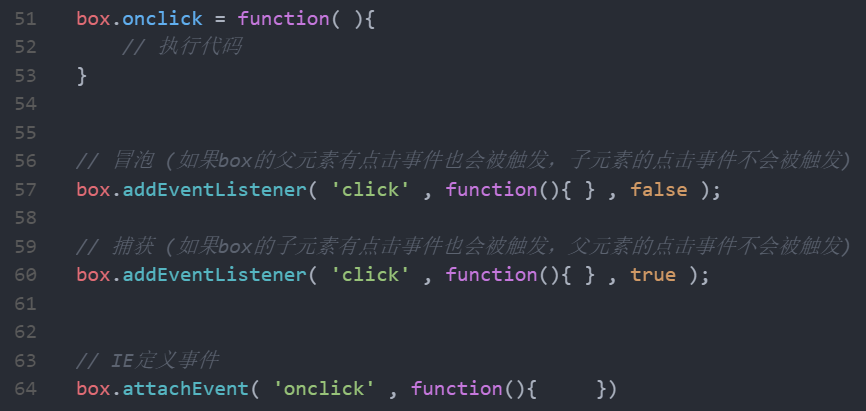 51 box.onclick = function( ){
52 // 执行代码
53 }
54
55
56 // 冒泡 (如果box的父元素有点击事件也会被触发，子元素的点击事件不会被触发)
57 box.addEventListener( 'click' , function(){ } , false );
58
59 // 捕获 (如果box的子元素有点击事件也会被触发，父元素的点击事件不会被触发)
60 box.addEventListener( 'click' , function(){ } , true );
61
62
63 // IE定义事件
64 box.attachEvent( 'onclick' , function(){     })